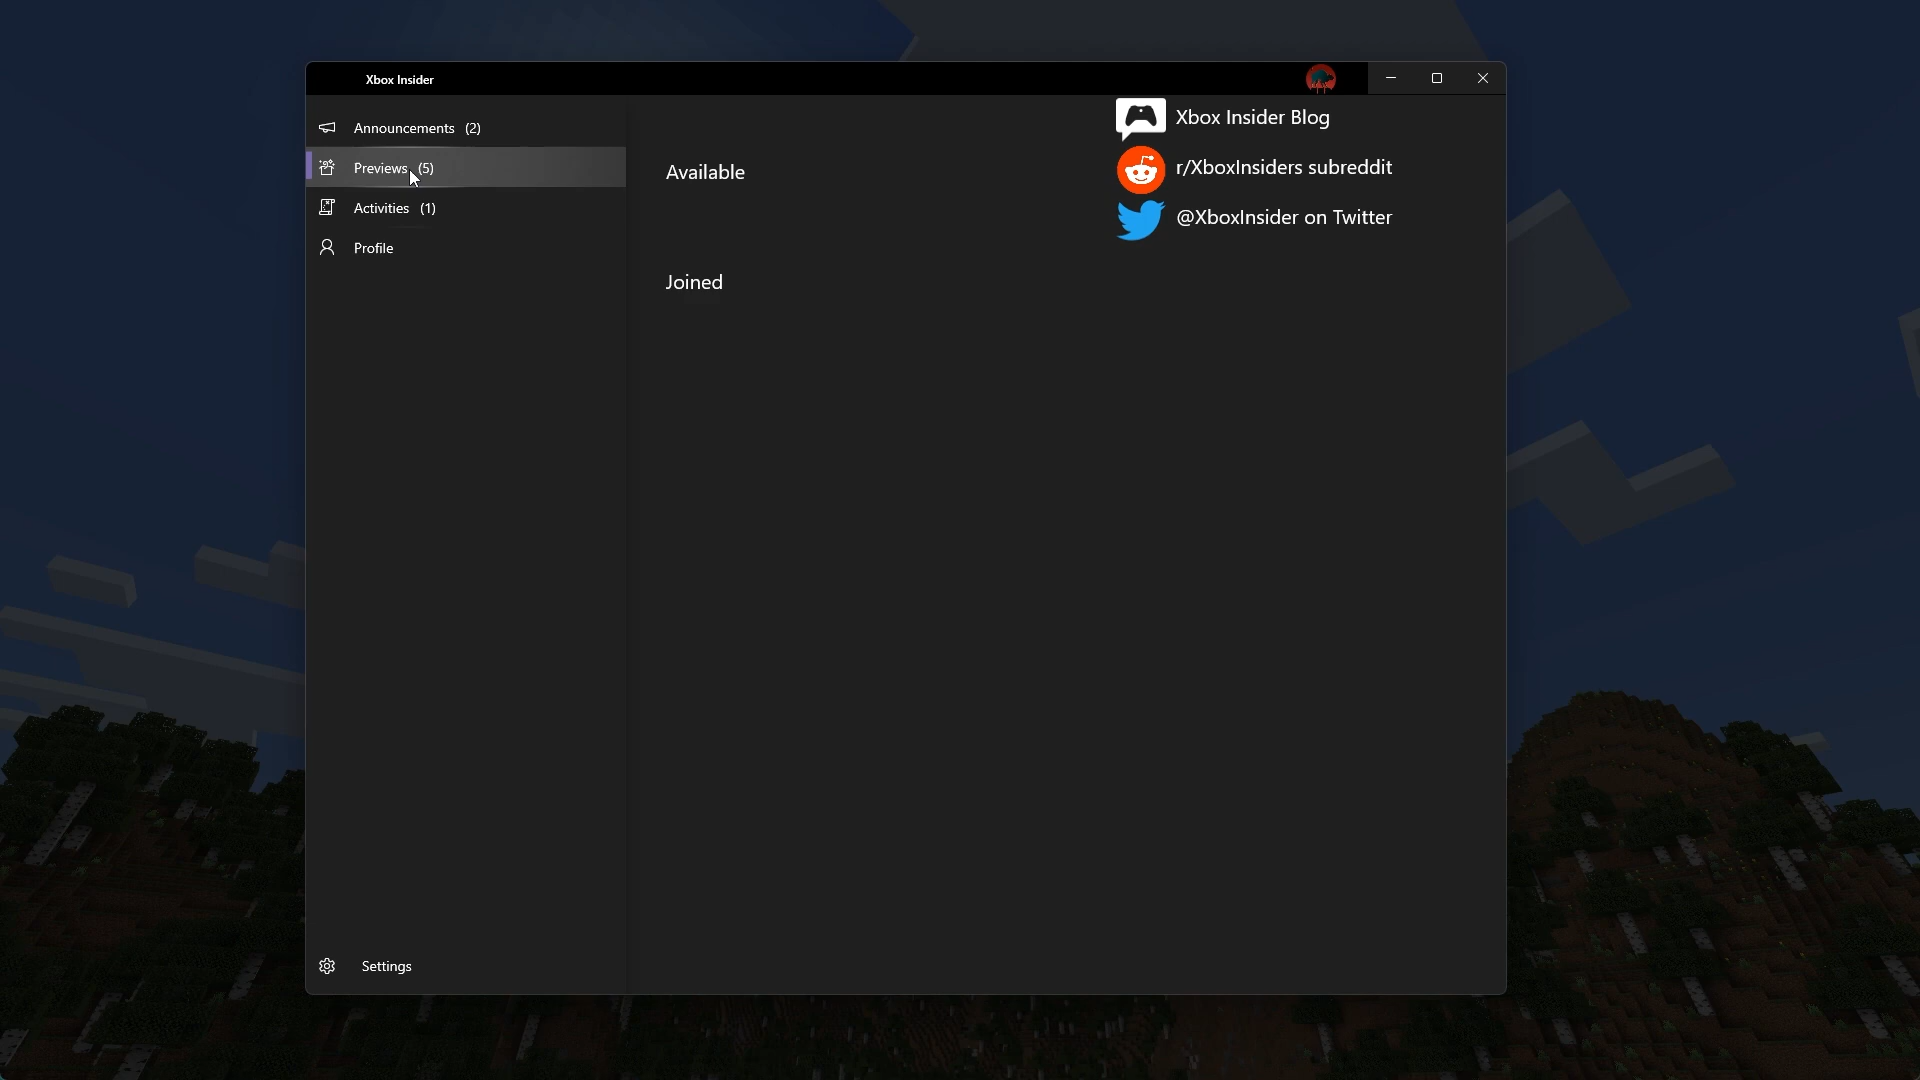 Xbox Insider
Announcements (2)
Previews (5)
Activities (1)
Profile
Settings
Available
Joined
Xbox Insider Blog
r/XboxInsiders subreddit
@XboxInsider on Twitter